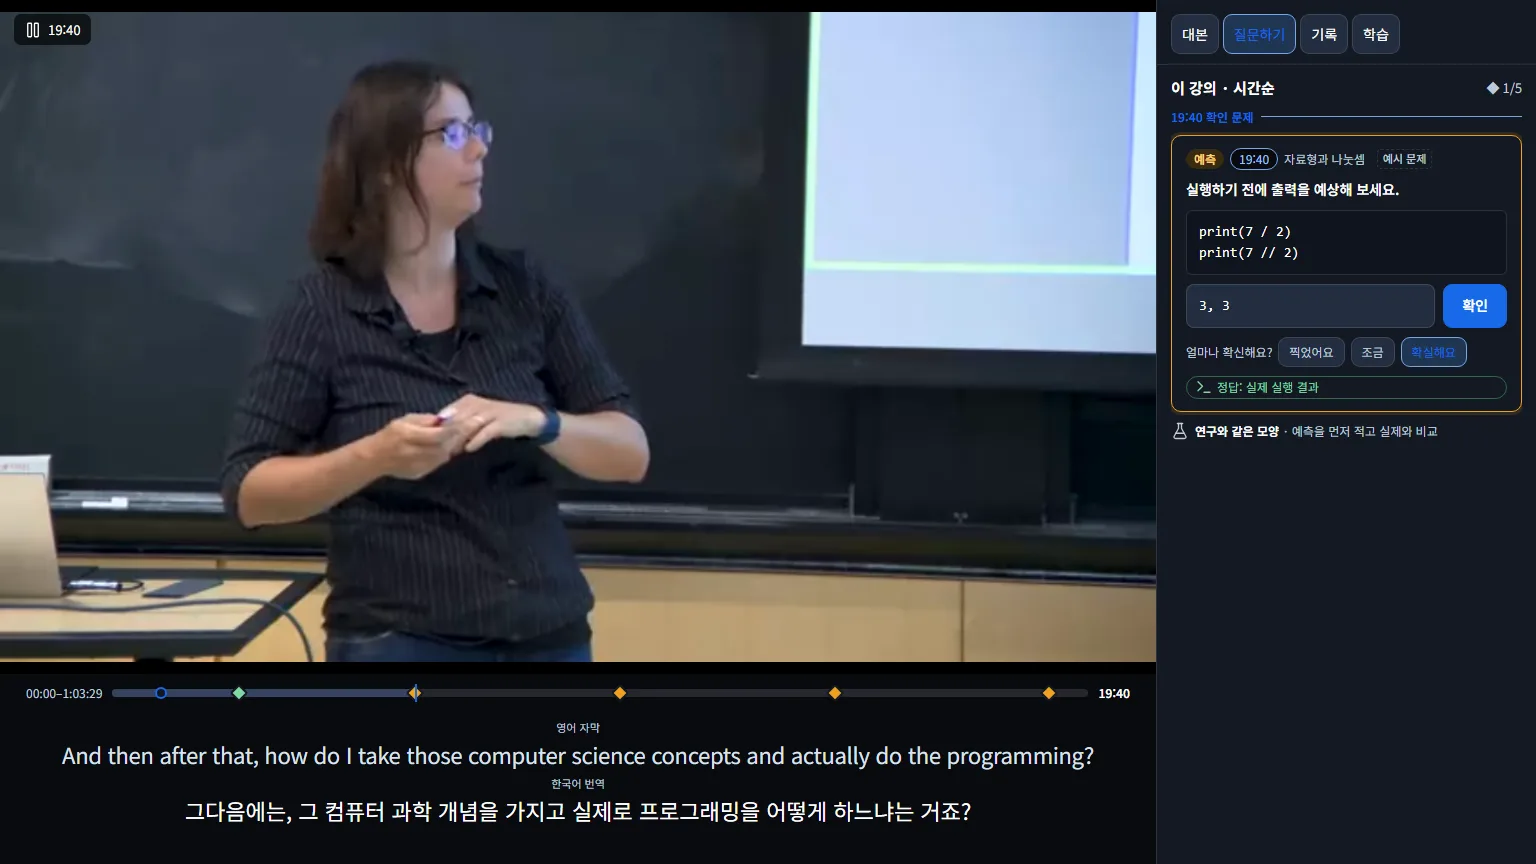 19:40
대본 질문하기 기록 학습
이 강의 · 시간순 1/5
19:40 확인 문제
예측 19:40 자료형과 나눗셈 예시 문제
실행하기 전에 출력을 예상해 보세요.
print(7 / 2)
print(7 // 2)
3, 3 확인
얼마나 확신해요? 찍었어요 조금 확실해요
>_ 정답: 실제 실행 결과
연구와 같은 모양 · 예측을 먼저 적고 실제와 비교
00:00–1:03:29 19:40
영어 자막
And then after that, how do I take those computer science concepts and actually do the programming?
한국어 번역
그다음에는, 그 컴퓨터 과학 개념을 가지고 실제로 프로그래밍을 어떻게 하느냐는 거죠?